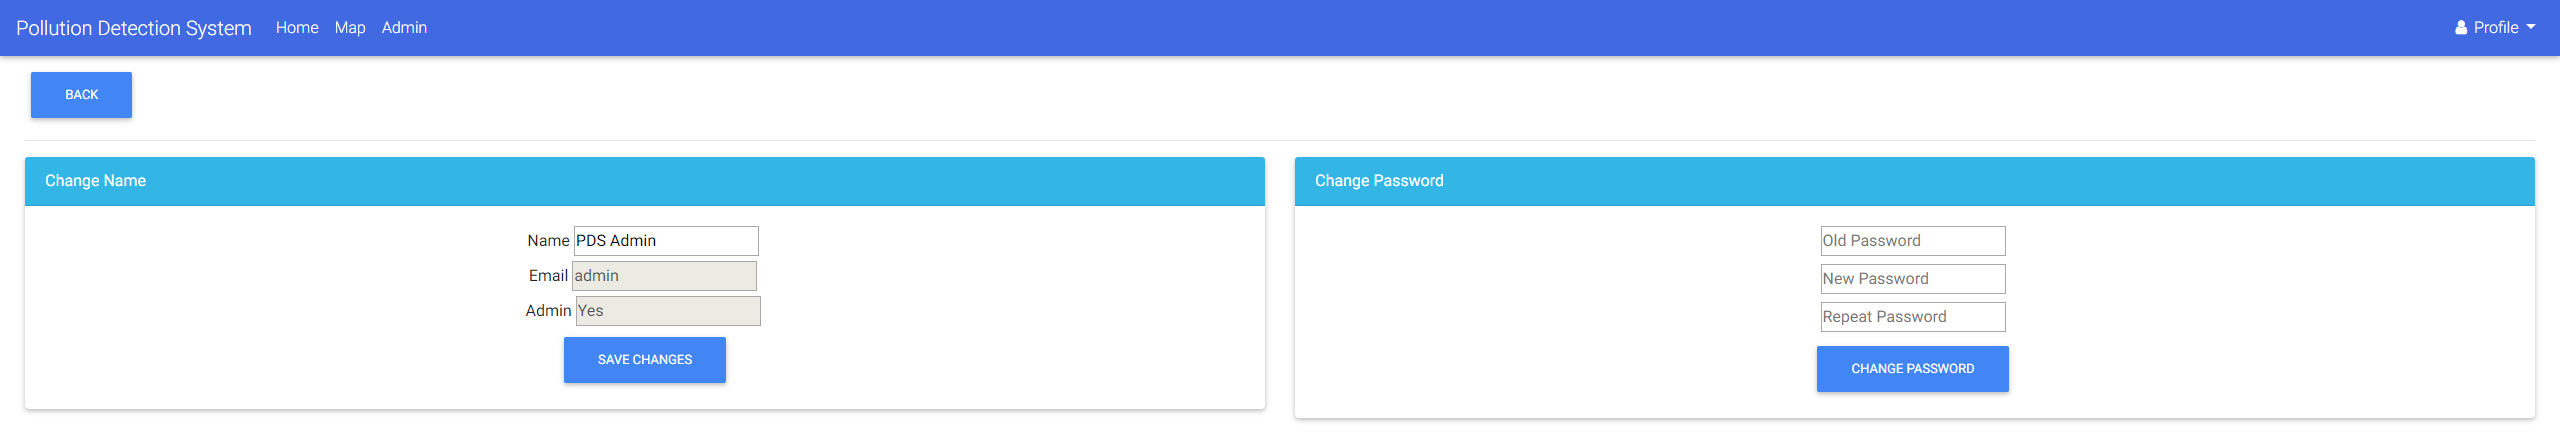 Pollution Detection System Home Map Admin Profile
BACK
Change Name
Name PDS Admin
Email admin
Admin Yes
SAVE CHANGES
Change Password
Old Password
New Password
Repeat Password
CHANGE PASSWORD